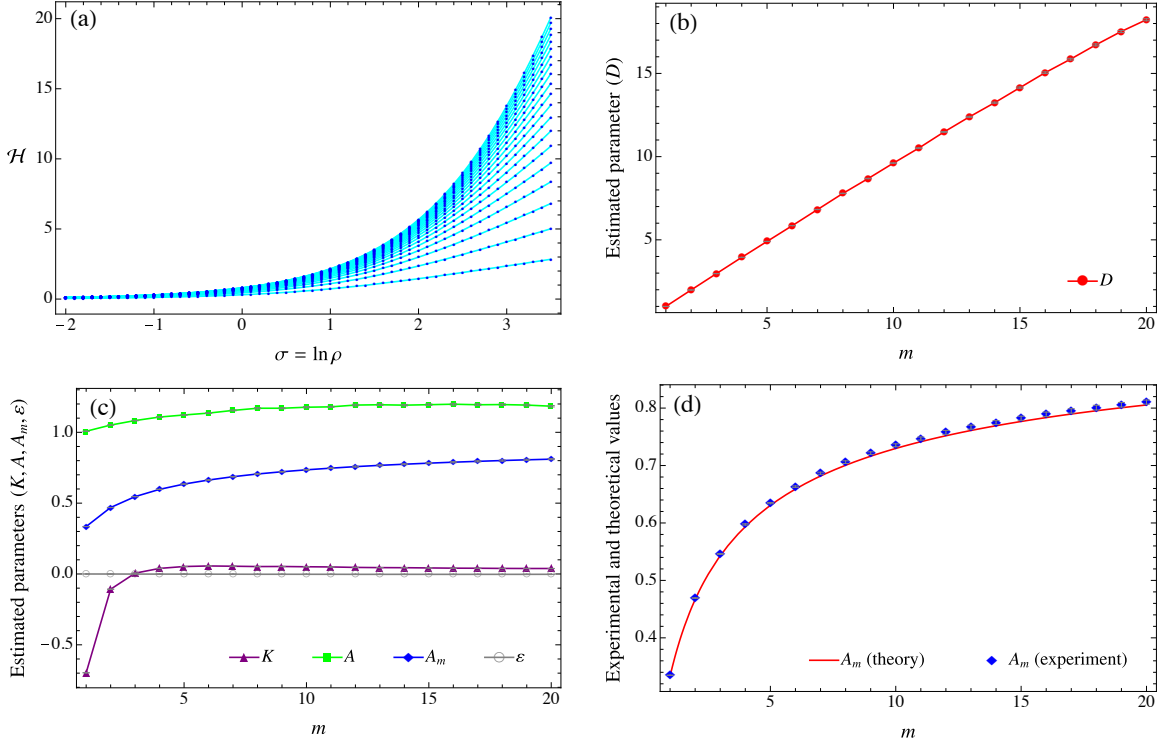 (a)
20
15
10
5
0
ℋ
−2
−1
0
1
2
3
σ = ln ρ
(b)
Estimated parameter (D)
15
10
5
5
10
15
20
D
m
(c)
Estimated parameters (K, A, A_m, ε)
1.0
0.5
0.0
−0.5
K
A
A_m
ε
5
10
15
20
m
(d)
Experimental and theoretical values
0.8
0.7
0.6
0.5
0.4
A_m (theory)
A_m (experiment)
5
10
15
20
m